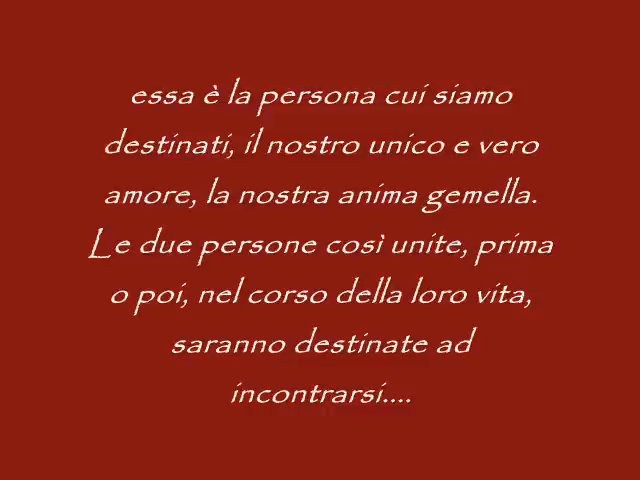 essa è la persona cui siamo
destinati, il nostro unico e vero
amore, la nostra anima gemella.
Le due persone così unite, prima
o poi, nel corso della loro vita,
saranno destinate ad
incontrarsi....